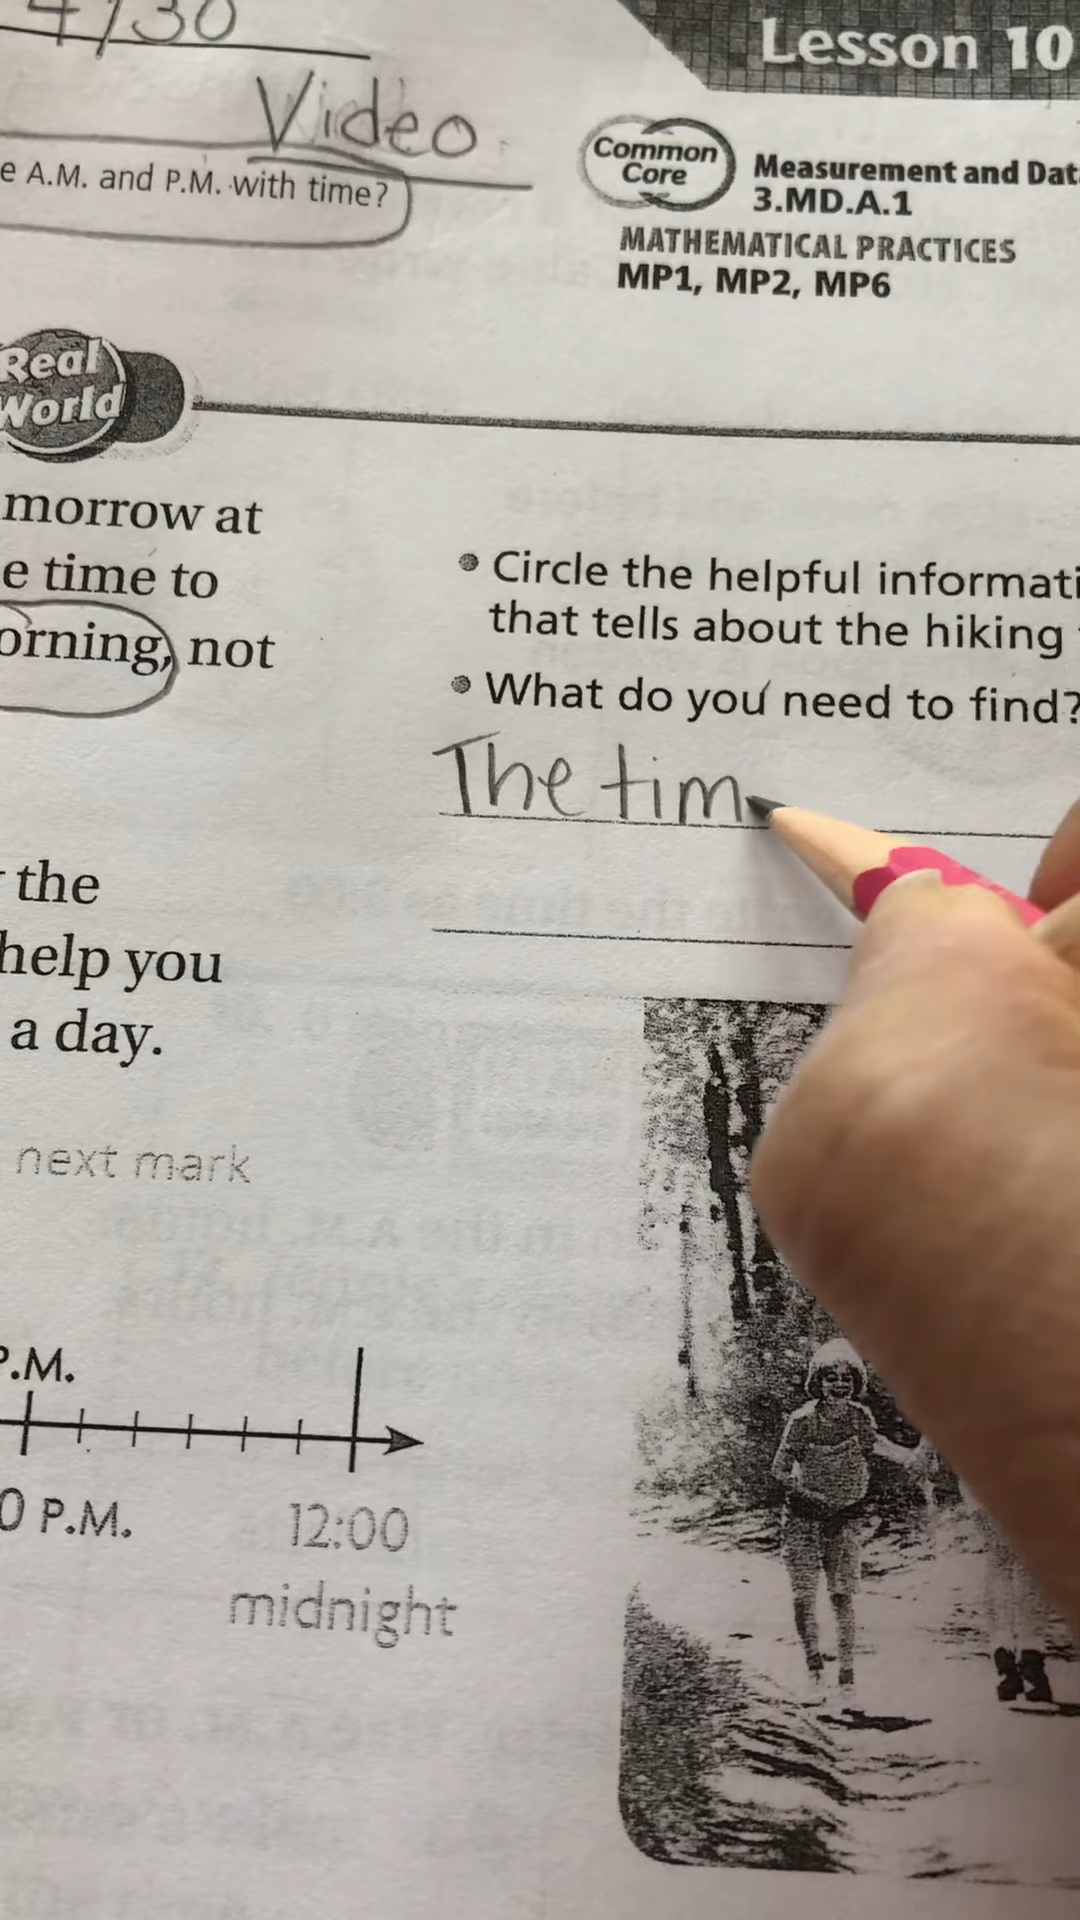 4/30
Lesson 10
Video
e A.M. and P.M. with time?
Common
Core
Measurement and Dat
3.MD.A.1
MATHEMATICAL PRACTICES
MP1, MP2, MP6
Real
World
morrow at
e time to
orning, not
• Circle the helpful informati
that tells about the hiking
• What do you need to find?
The tim
the
help you
a day.
next mark
P.M.
0 P.M.
12:00
midnight